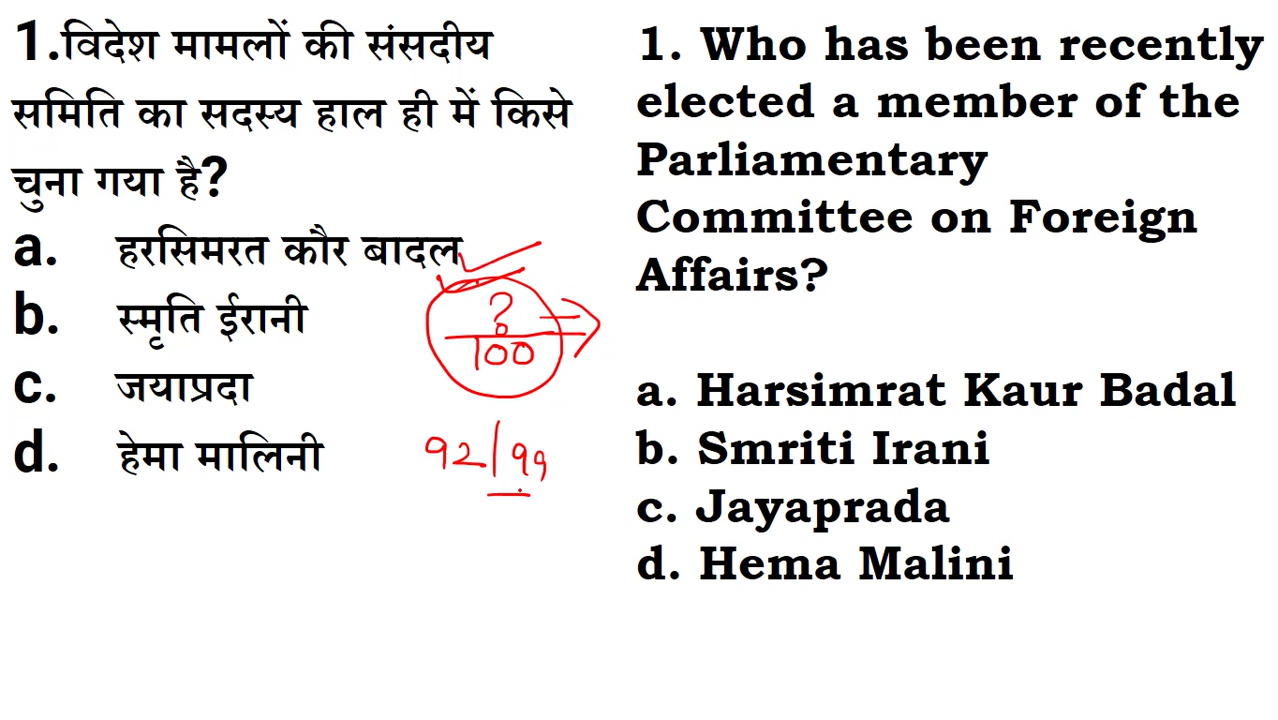 1.विदेश मामलों की संसदीय
समिति का सदस्य हाल ही में किसे
चुना गया है?
a. हरसिमरत कौर बादल
b. स्मृति ईरानी
c. जयाप्रदा
d. हेमा मालिनी
?
100
92|99
1. Who has been recently
elected a member of the
Parliamentary
Committee on Foreign
Affairs?
a. Harsimrat Kaur Badal
b. Smriti Irani
c. Jayaprada
d. Hema Malini